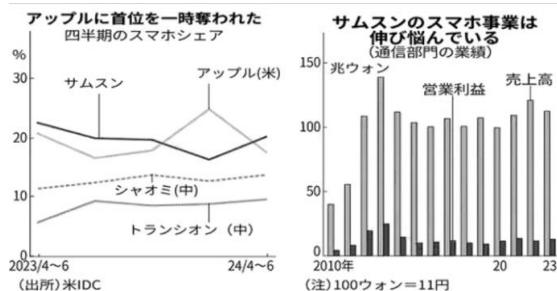 アップルに首位を一時奪われた
四半期のスマホシェア
%
30
20
10
0
サムスン
アップル(米)
シャオミ(中)
トランシオン（中）
2023/4〜6
24/4〜6
（出所）米IDC
サムスンのスマホ事業は
伸び悩んでいる
（通信部門の業績）
兆ウォン
営業利益
売上高
150
100
50
0
2010年
20
23
（注）100ウォン＝11円